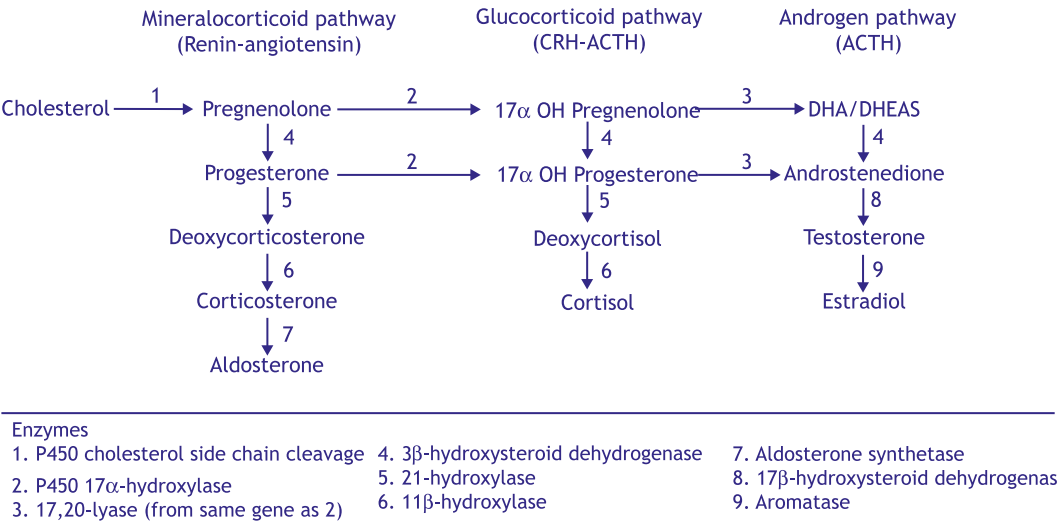 Mineralocorticoid pathway
(Renin-angiotensin)
Glucocorticoid pathway
(CRH-ACTH)
Androgen pathway
(ACTH)
Cholesterol 1 Pregnenolone 2 17α OH Pregnenolone 3 DHA/DHEAS
4 4 4
Progesterone 2 17α OH Progesterone 3 Androstenedione
5 5 8
Deoxycorticosterone Deoxycortisol Testosterone
6 6 9
Corticosterone Cortisol Estradiol
7
Aldosterone
Enzymes
1. P450 cholesterol side chain cleavage
2. P450 17α-hydroxylase
3. 17,20-lyase (from same gene as 2)
4. 3β-hydroxysteroid dehydrogenase
5. 21-hydroxylase
6. 11β-hydroxylase
7. Aldosterone synthetase
8. 17β-hydroxysteroid dehydrogenas
9. Aromatase